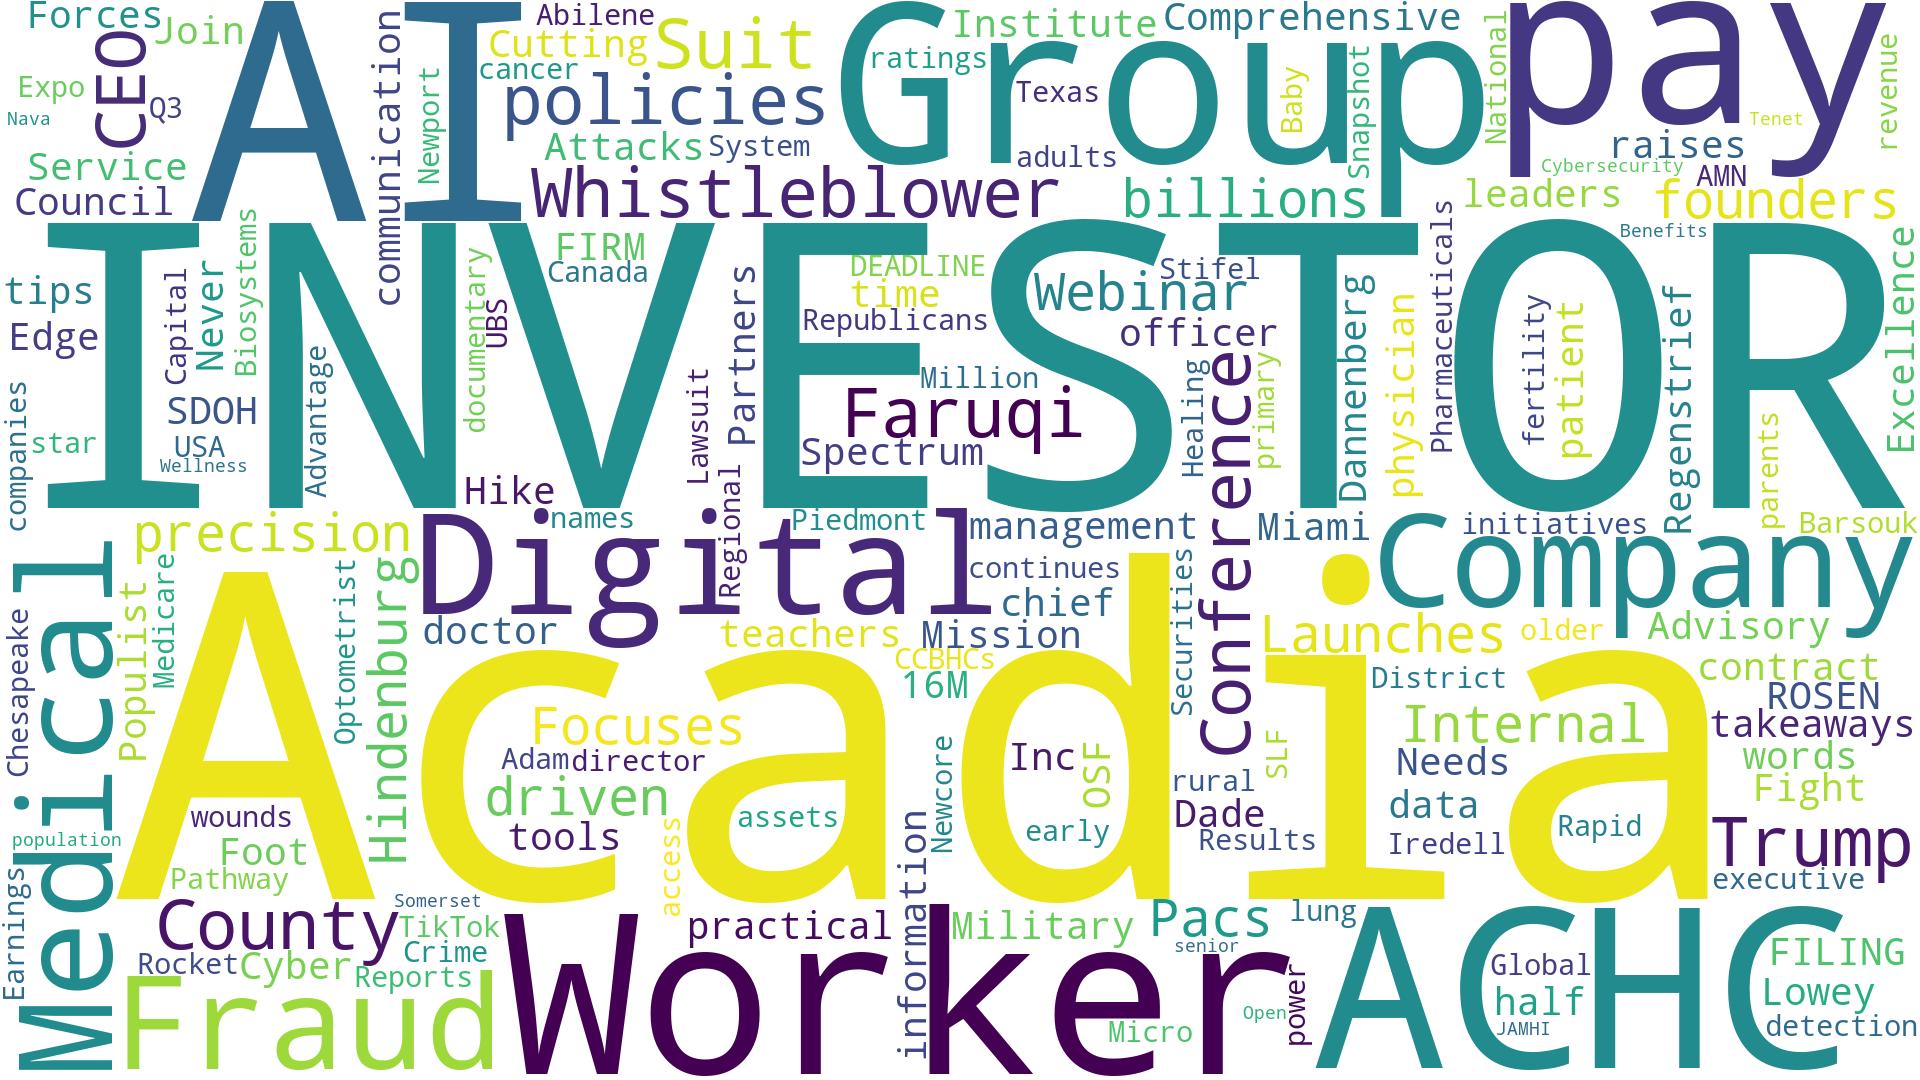 Forces
Join
CEO
Expo
Q3
Nava
Service
Council
AI
communication
Newport
Abilene
Cutting
cancer
Suit
policies
Attacks
System
Whistleblower
Group
ratings
Institute
Comprehensive
Texas
adults
Baby
Snapshot
billions
National
pay
Tenet
revenue
raises
Cybersecurity
AMN
leaders
founders
INVESTOR
tips
Edge
Capital
Never
Biosystems
SDOH
USA
Wellness
star
companies
Advantage
documentary
UBS
FIRM
Canada
Hike
names
Lawsuit
Regional
Partners
DEADLINE
time
Republicans
Million
Faruqi
Spectrum
Piedmont
Webinar
Stifel
officer
Healing
Conference
primary
Dannenberg
physician
Pharmaceuticals
fertility
patient
Benefits
Regenstrief
parents
Excellence
Barsouk
precision
Digital
management
Miami
initiatives
Company
Medical
Chesapeake
Populist
Medicare
Optometrist
Hindenburg
doctor
teachers
continues
chief
Mission
CCBHCs
16M
Securities
Launches
older
Advisory
contract
District
ROSEN
takeaways
Acadia
Focuses
Adam
director
driven
tools
assets
access
Newcore
Inc
OSF
early
rural
SLF
Dade
Results
Internal
Needs
data
Iredell
Rapid
words
Fight
Trump
executive
wounds
population
Foot
Pathway
Earnings
County
Somerset
TikTok
Crime
Rocket
Cyber
Reports
Fraud
Worker
practical
information
Military
Pacs
senior
lung
Micro
Open
power
ACHC
Global
half
JAMHI
FILING
Lowey
detection